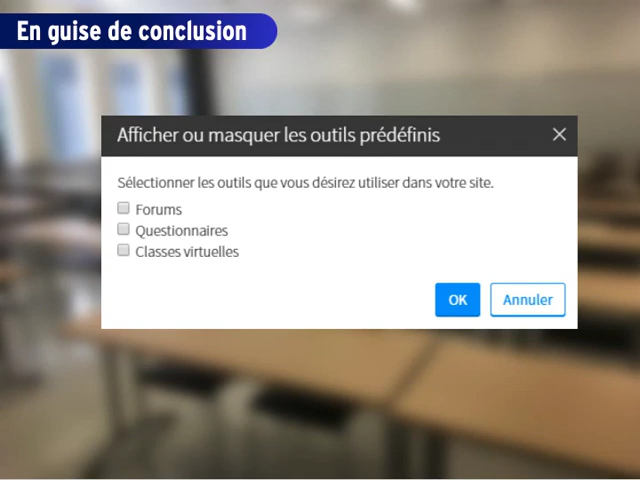 En guise de conclusion
Afficher ou masquer les outils prédéfinis
Sélectionner les outils que vous désirez utiliser dans votre site.
Forums
Questionnaires
Classes virtuelles
OK
Annuler